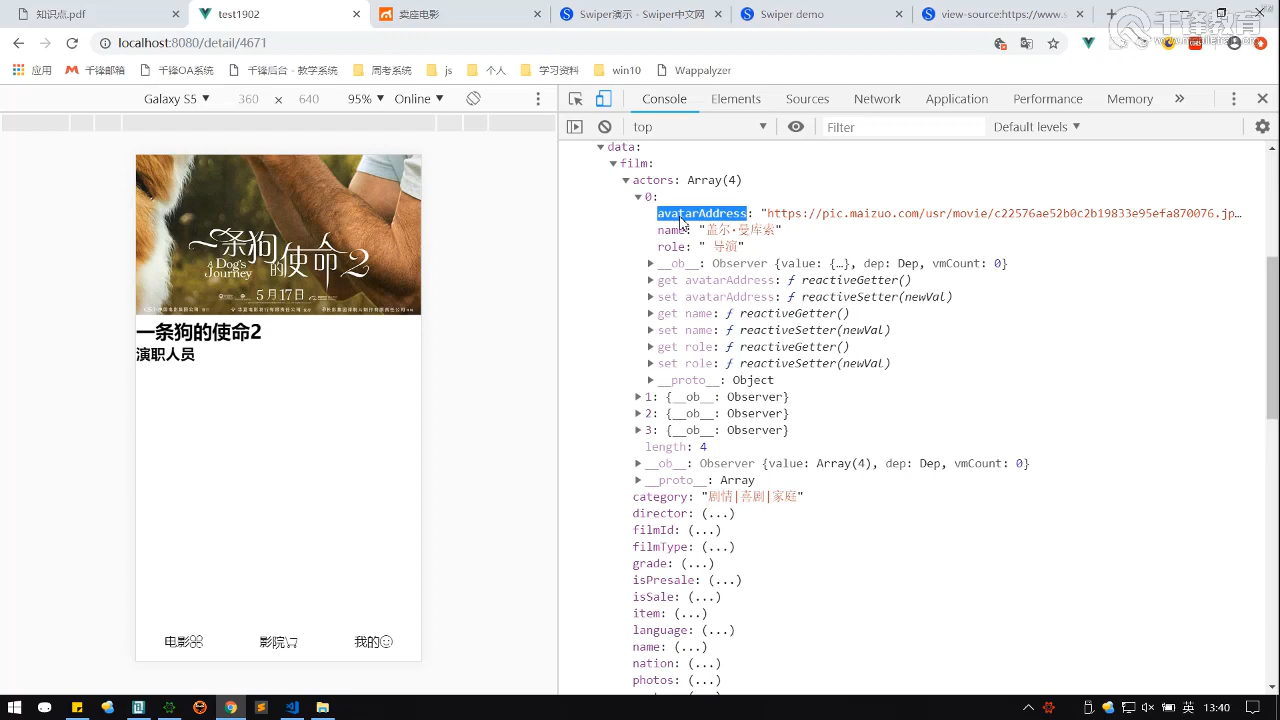 知识点.pdf
test1902
卖座电影
Swiper演示 - Swiper中文网
Swiper demo
view-source:https://www.s
千锋教育
localhost:8080/detail/4671
应用
千锋邮箱
千锋OA系统
千锋后台 - 教学系统
周考系统
js
个人
学习资料
win10
Wappalyzer
Galaxy S5 ▼ 360 × 640 95% ▼ Online ▼
Console Elements Sources Network Application Performance Memory »
top ▼ Filter Default levels ▼
一条狗的使命2
A Dog's Journey
5月17日
一条狗的使命2
演职人员
电影
影院
我的
▼ data:
▼ film:
▼ actors: Array(4)
▼ 0:
avatarAddress: "https://pic.maizuo.com/usr/movie/c22576ae52b0c2b19833e95efa870076.jp…
name: "盖尔·曼库索"
role: " 导演"
▶ __ob__: Observer {value: {…}, dep: Dep, vmCount: 0}
▶ get avatarAddress: ƒ reactiveGetter()
▶ set avatarAddress: ƒ reactiveSetter(newVal)
▶ get name: ƒ reactiveGetter()
▶ set name: ƒ reactiveSetter(newVal)
▶ get role: ƒ reactiveGetter()
▶ set role: ƒ reactiveSetter(newVal)
▶ __proto__: Object
▶ 1: {__ob__: Observer}
▶ 2: {__ob__: Observer}
▶ 3: {__ob__: Observer}
length: 4
▶ __ob__: Observer {value: Array(4), dep: Dep, vmCount: 0}
▶ __proto__: Array
category: "剧情|喜剧|家庭"
director: (...)
filmId: (...)
filmType: (...)
grade: (...)
isPresale: (...)
isSale: (...)
item: (...)
language: (...)
name: (...)
nation: (...)
photos: (...)
英
13:40